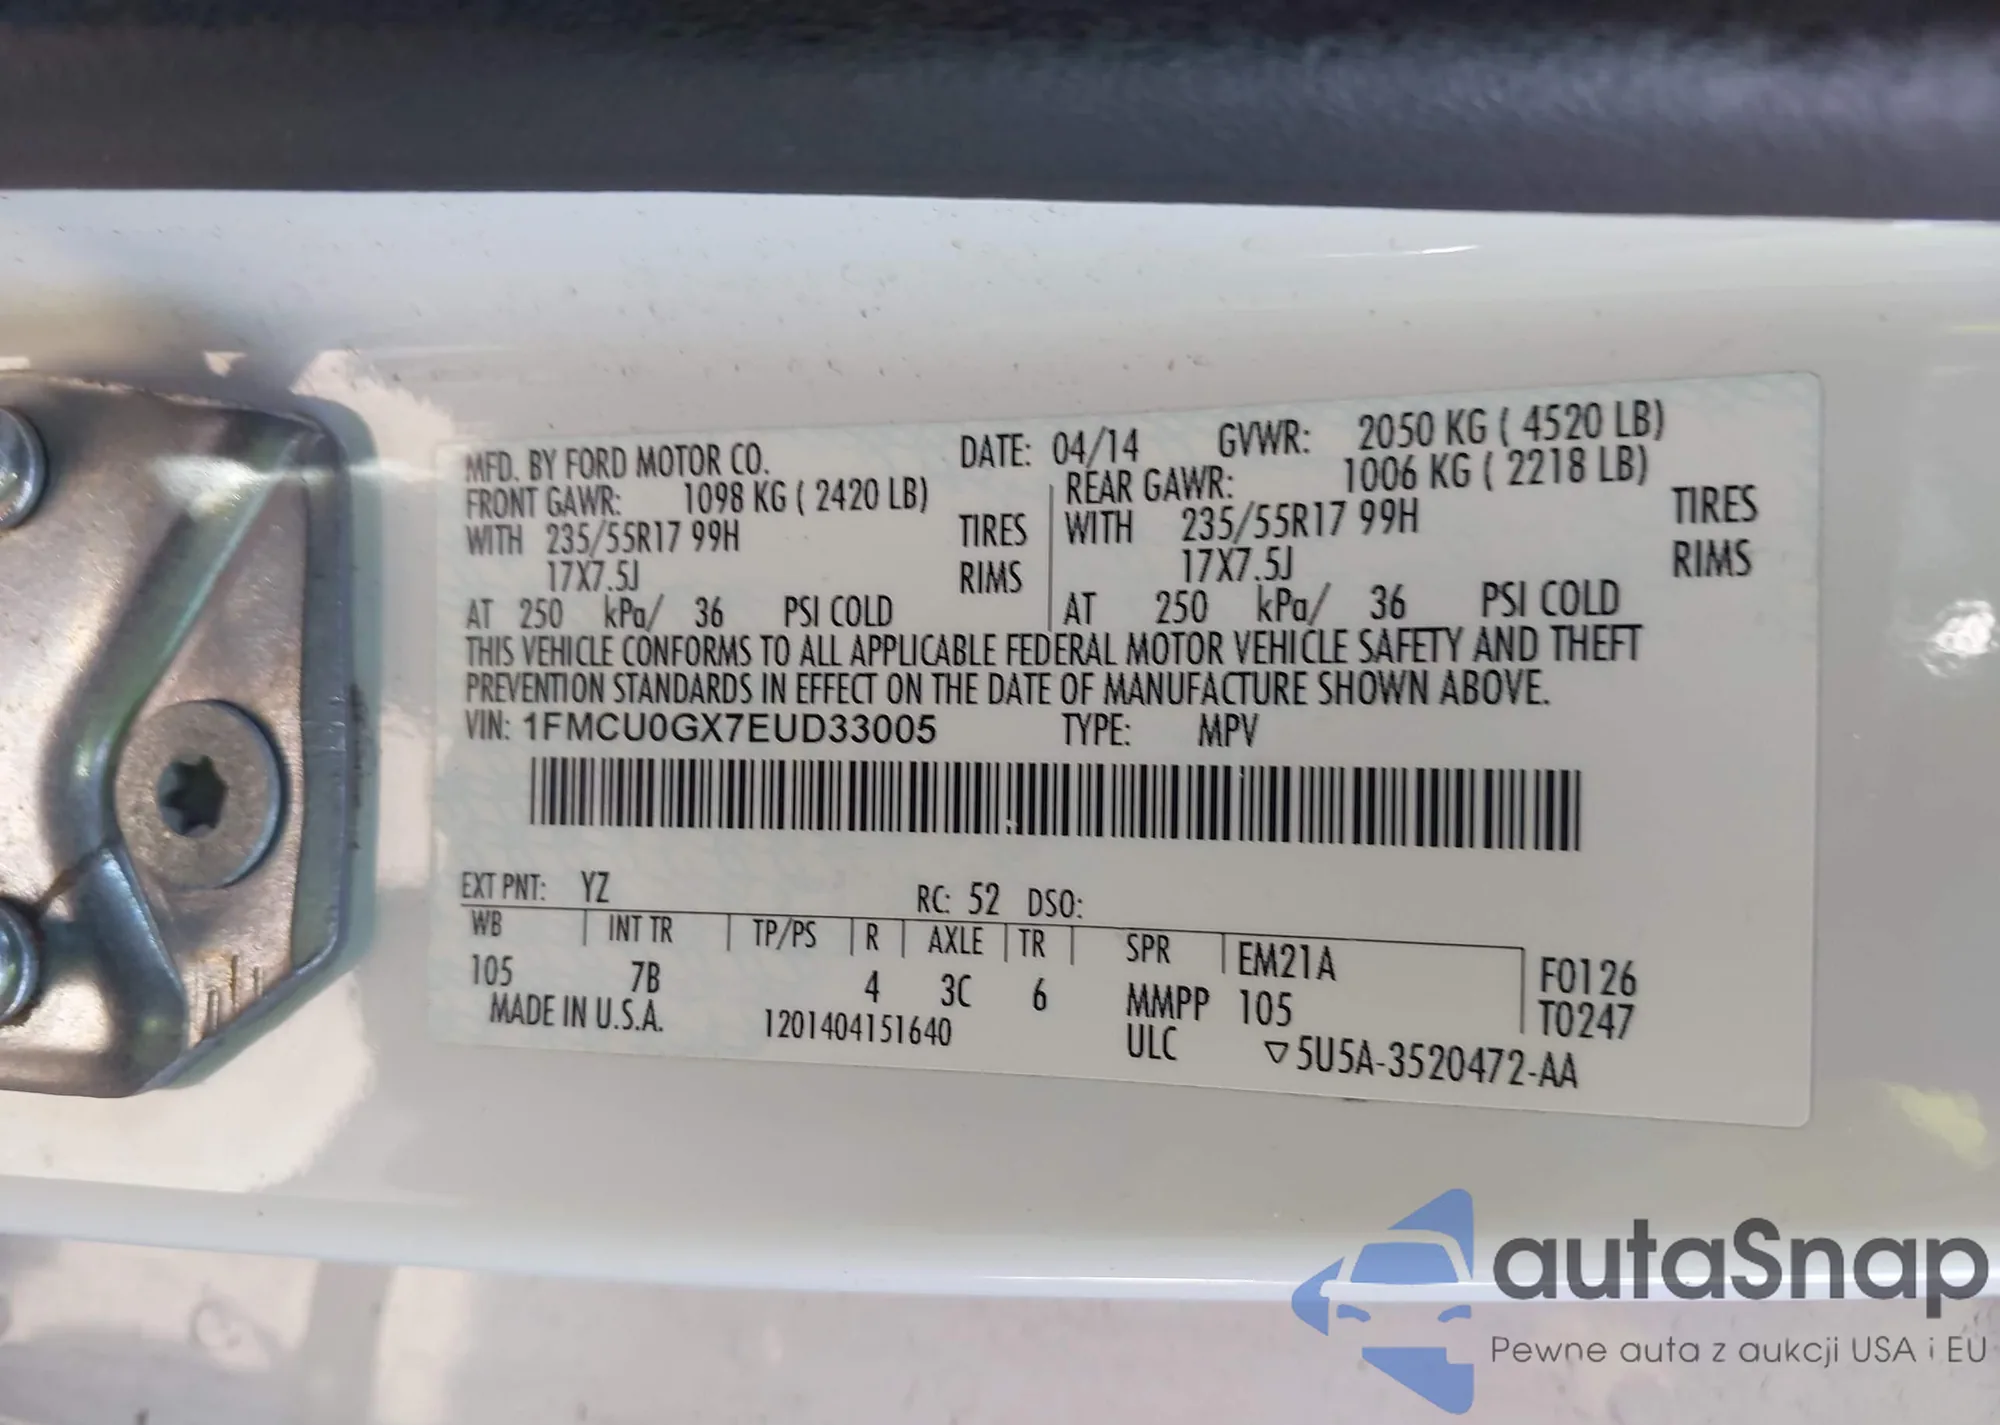 MFD. BY FORD MOTOR CO. DATE: 04/14 GVWR: 2050 KG ( 4520 LB)
FRONT GAWR: 1098 KG ( 2420 LB) REAR GAWR: 1006 KG ( 2218 LB)
WITH 235/55R17 99H TIRES WITH 235/55R17 99H TIRES
17X7.5J RIMS 17X7.5J RIMS
AT 250 kPa/ 36 PSI COLD AT 250 kPa/ 36 PSI COLD
THIS VEHICLE CONFORMS TO ALL APPLICABLE FEDERAL MOTOR VEHICLE SAFETY AND THEFT
PREVENTION STANDARDS IN EFFECT ON THE DATE OF MANUFACTURE SHOWN ABOVE.
VIN: 1FMCU0GX7EUD33005 TYPE: MPV
EXT PNT: YZ RC: 52 DSO:
WB INT TR TP/PS R AXLE TR SPR EM21A F0126
105 7B 4 3C 6 MMPP 105 T0247
MADE IN U.S.A. 1201404151640 ULC ▽5U5A-3520472-AA
autaSnap
Pewne auta z aukcji USA i EU